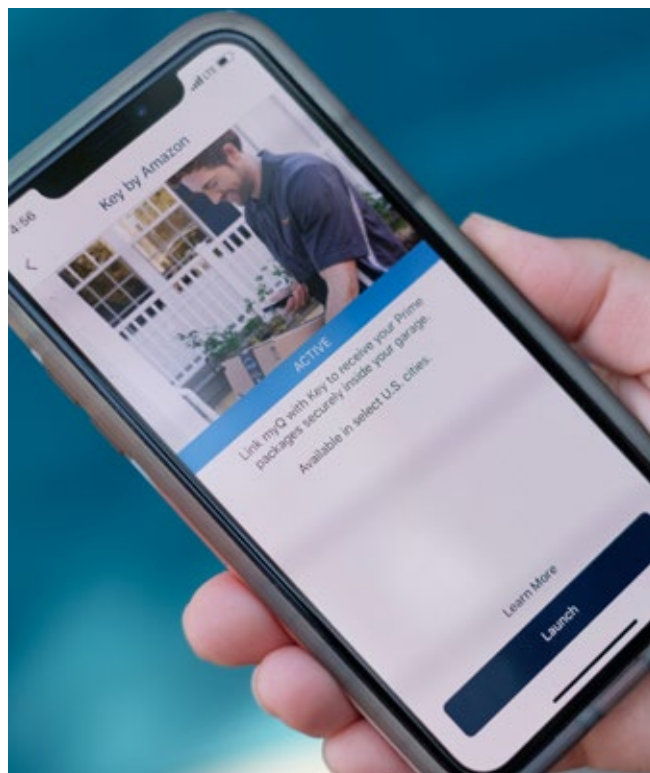 4:56
LTE
Key by Amazon
ACTIVE
Link myQ with Key to receive your Prime
packages securely inside your garage.
Available in select U.S. cities.
Learn More
Launch